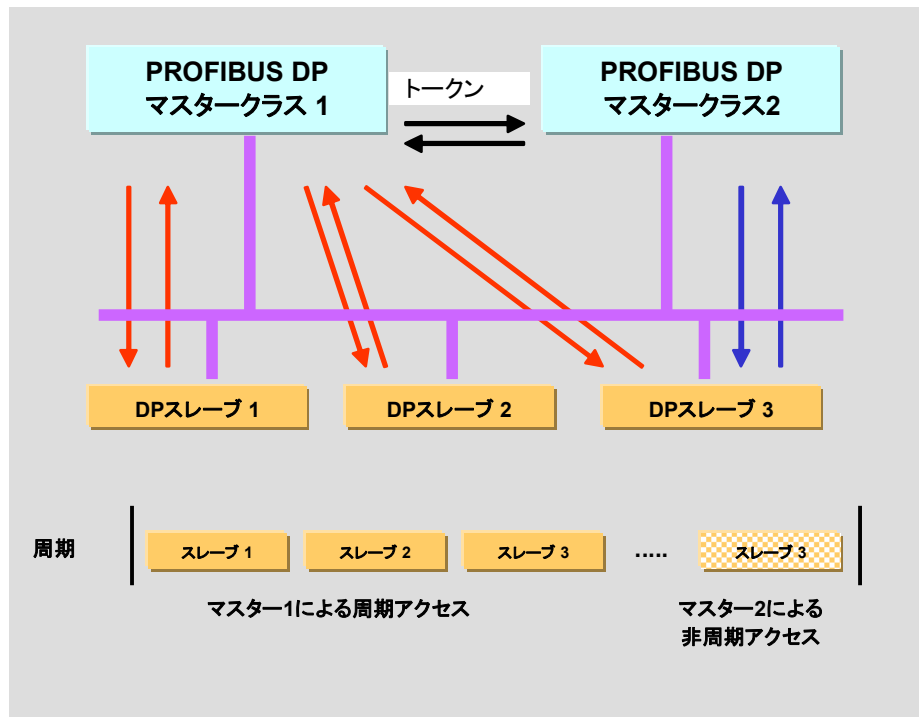 PROFIBUS DP
マスタークラス 1
トークン
PROFIBUS DP
マスタークラス2
DPスレーブ 1
DPスレーブ 2
DPスレーブ 3
周期
スレーブ 1
スレーブ 2
スレーブ 3
.....
スレーブ 3
マスター1による周期アクセス
マスター2による
非周期アクセス